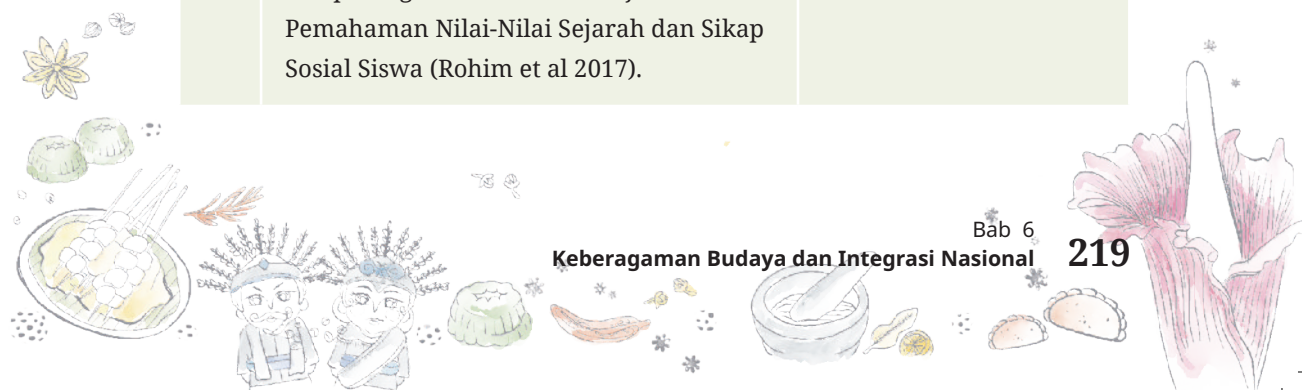 Pemahaman Nilai-Nilai Sejarah dan Sikap
Sosial Siswa (Rohim et al 2017).
Bab 6
Keberagaman Budaya dan Integrasi Nasional
219